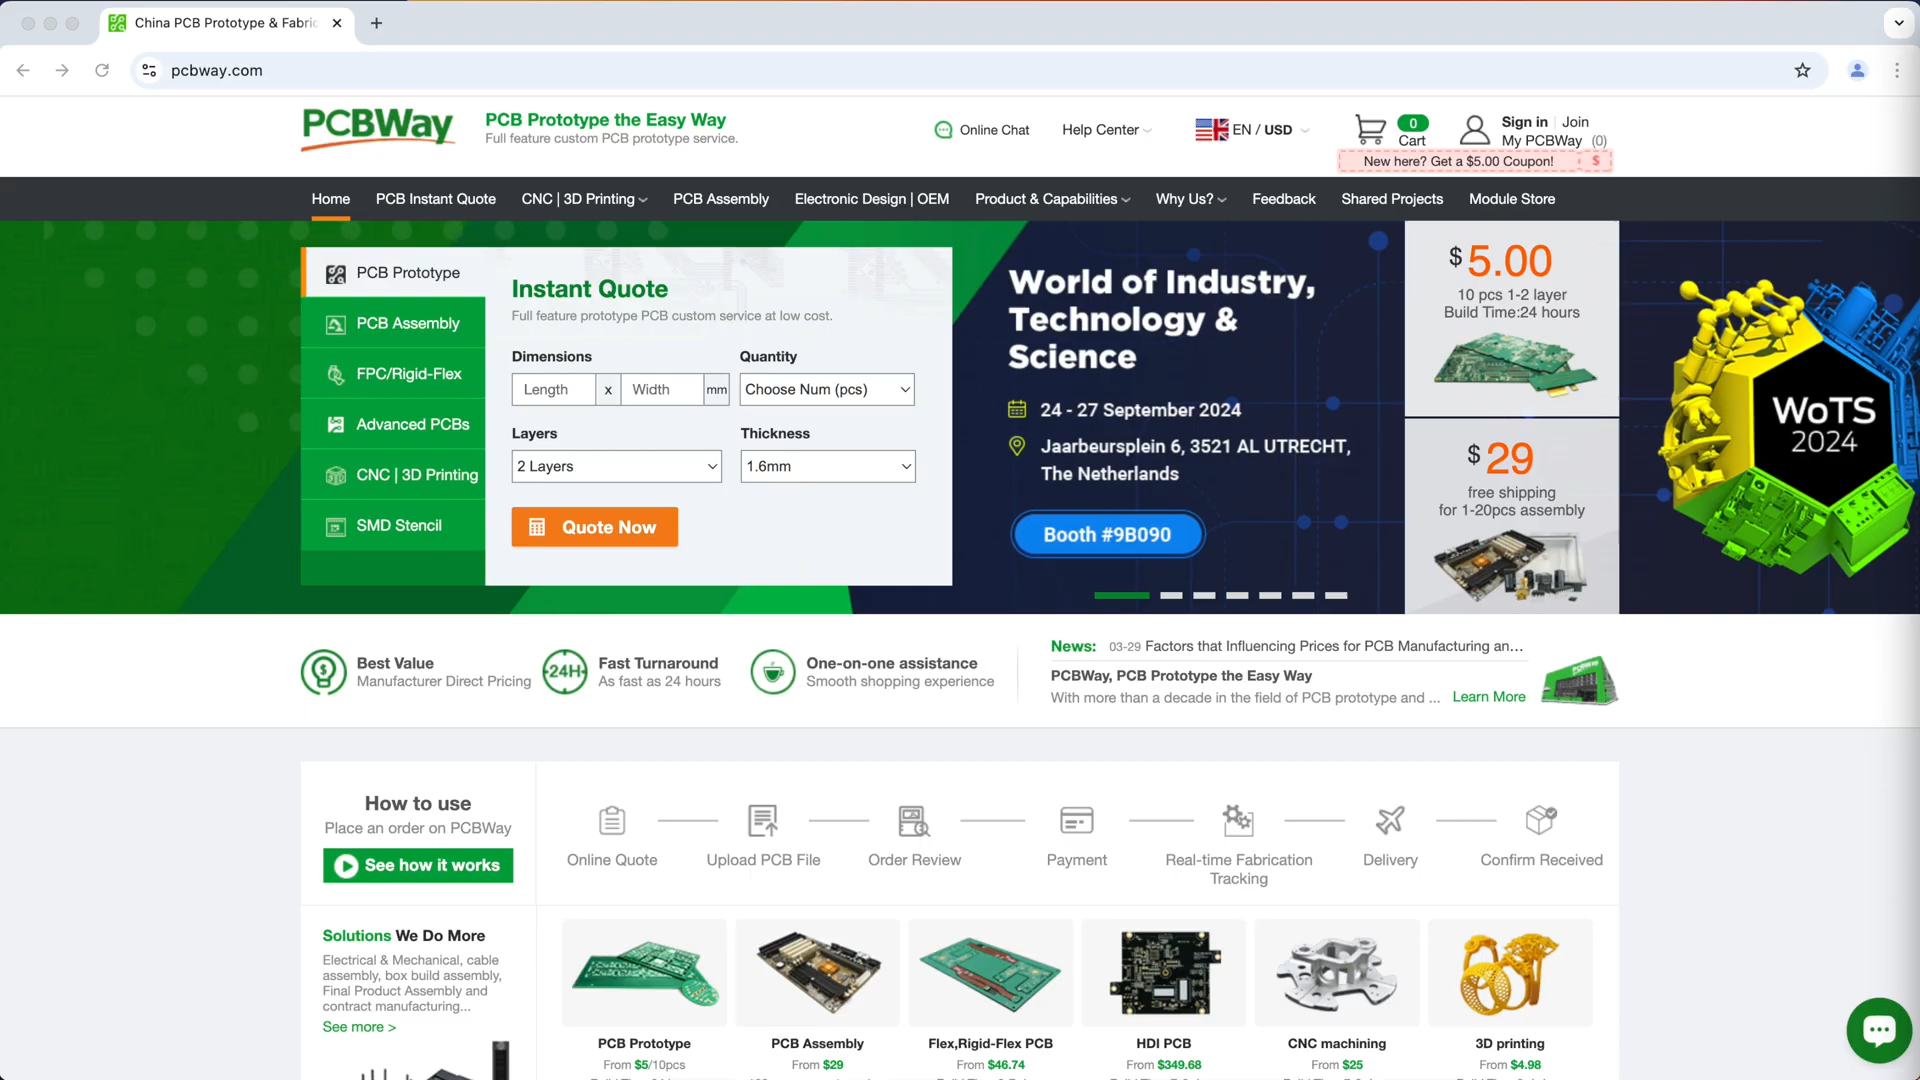 China PCB Prototype & Fabric
pcbway.com
PCBWay
PCB Prototype the Easy Way
Full feature custom PCB prototype service.
Online Chat
Help Center
EN / USD
0
Cart
Sign in
Join
My PCBWay (0)
New here? Get a $5.00 Coupon!
$
Home
PCB Instant Quote
CNC | 3D Printing
PCB Assembly
Electronic Design | OEM
Product & Capabilities
Why Us?
Feedback
Shared Projects
Module Store
PCB Prototype
PCB Assembly
FPC/Rigid-Flex
Advanced PCBs
CNC | 3D Printing
SMD Stencil
Instant Quote
Full feature prototype PCB custom service at low cost.
Dimensions
Quantity
Length x Width mm
Choose Num (pcs)
Layers
Thickness
2 Layers
1.6mm
Quote Now
World of Industry,
Technology &
Science
24 - 27 September 2024
Jaarbeursplein 6, 3521 AL UTRECHT,
The Netherlands
Booth #9B090
$5.00
10 pcs 1-2 layer
Build Time:24 hours
$29
free shipping
for 1-20pcs assembly
WoTS
2024
Best Value
Manufacturer Direct Pricing
24H
Fast Turnaround
As fast as 24 hours
One-on-one assistance
Smooth shopping experience
News: 03-29 Factors that Influencing Prices for PCB Manufacturing an...
PCBWay, PCB Prototype the Easy Way
With more than a decade in the field of PCB prototype and ... Learn More
How to use
Place an order on PCBWay
See how it works
Online Quote
Upload PCB File
Order Review
Payment
Real-time Fabrication
Tracking
Delivery
Confirm Received
Solutions We Do More
Electrical & Mechanical, cable
assembly, box build assembly,
Final Product Assembly and
contract manufacturing...
See more >
PCB Prototype
From $5/10pcs
PCB Assembly
From $29
Flex,Rigid-Flex PCB
From $46.74
HDI PCB
From $349.68
CNC machining
From $25
3D printing
From $4.98